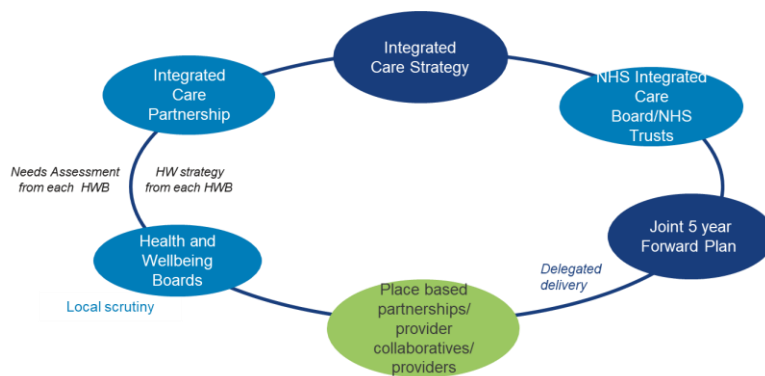 Integrated
Care Strategy
Integrated
Care
Partnership
NHS Integrated
Care
Board/NHS
Trusts
Needs Assessment
from each HWB
HW strategy
from each HWB
Joint 5 year
Forward Plan
Health and
Wellbeing
Boards
Delegated
delivery
Local scrutiny
Place based
partnerships/
provider
collaboratives/
providers